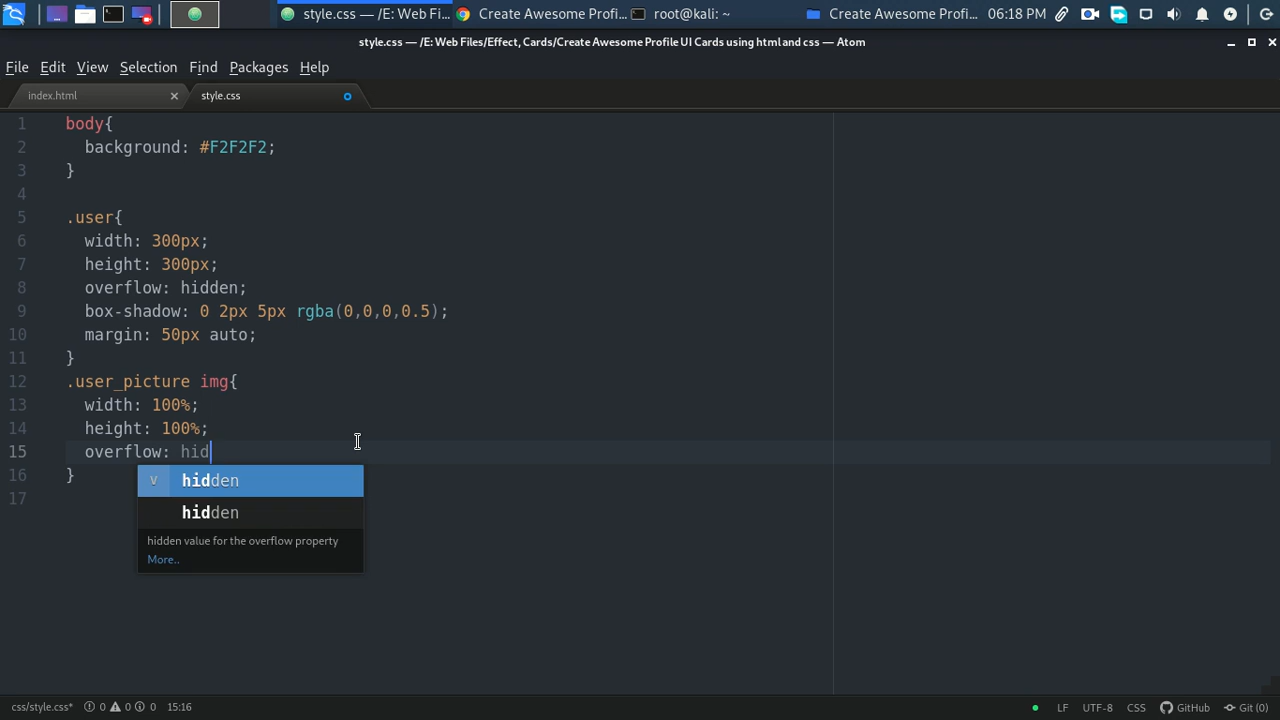 style.css — /E: Web Fi...
Create Awesome Profi...
root@kali: ~
Create Awesome Profi...
06:18 PM
style.css — /E: Web Files/Effect, Cards/Create Awesome Profile UI Cards using html and css — Atom
File Edit View Selection Find Packages Help
index.html
style.css
1 body{
2 background: #F2F2F2;
3 }
4
5 .user{
6 width: 300px;
7 height: 300px;
8 overflow: hidden;
9 box-shadow: 0 2px 5px rgba(0,0,0,0.5);
10 margin: 50px auto;
11 }
12 .user_picture img{
13 width: 100%;
14 height: 100%;
15 overflow: hid
16 }
17
v hidden
hidden
hidden value for the overflow property
More..
css/style.css* 0 0 0 15:16 LF UTF-8 CSS GitHub Git (0)